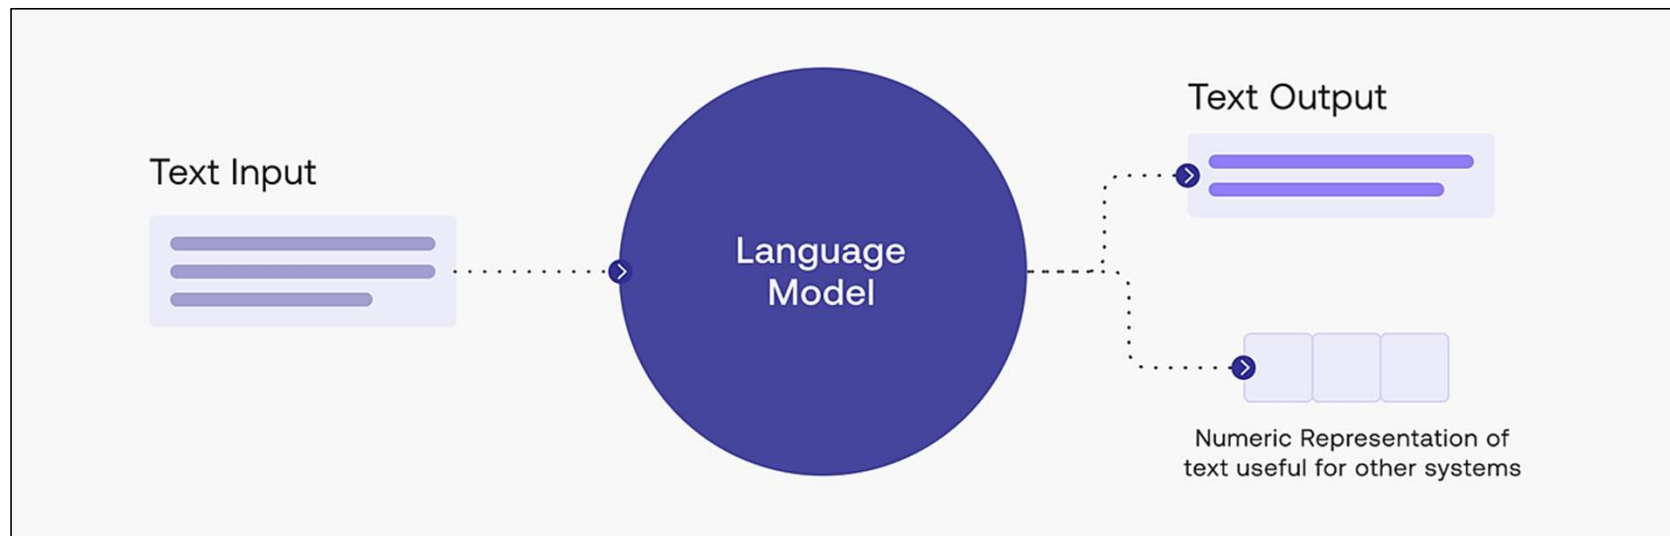 Text Input
Language
Model
Text Output
Numeric Representation of
text useful for other systems